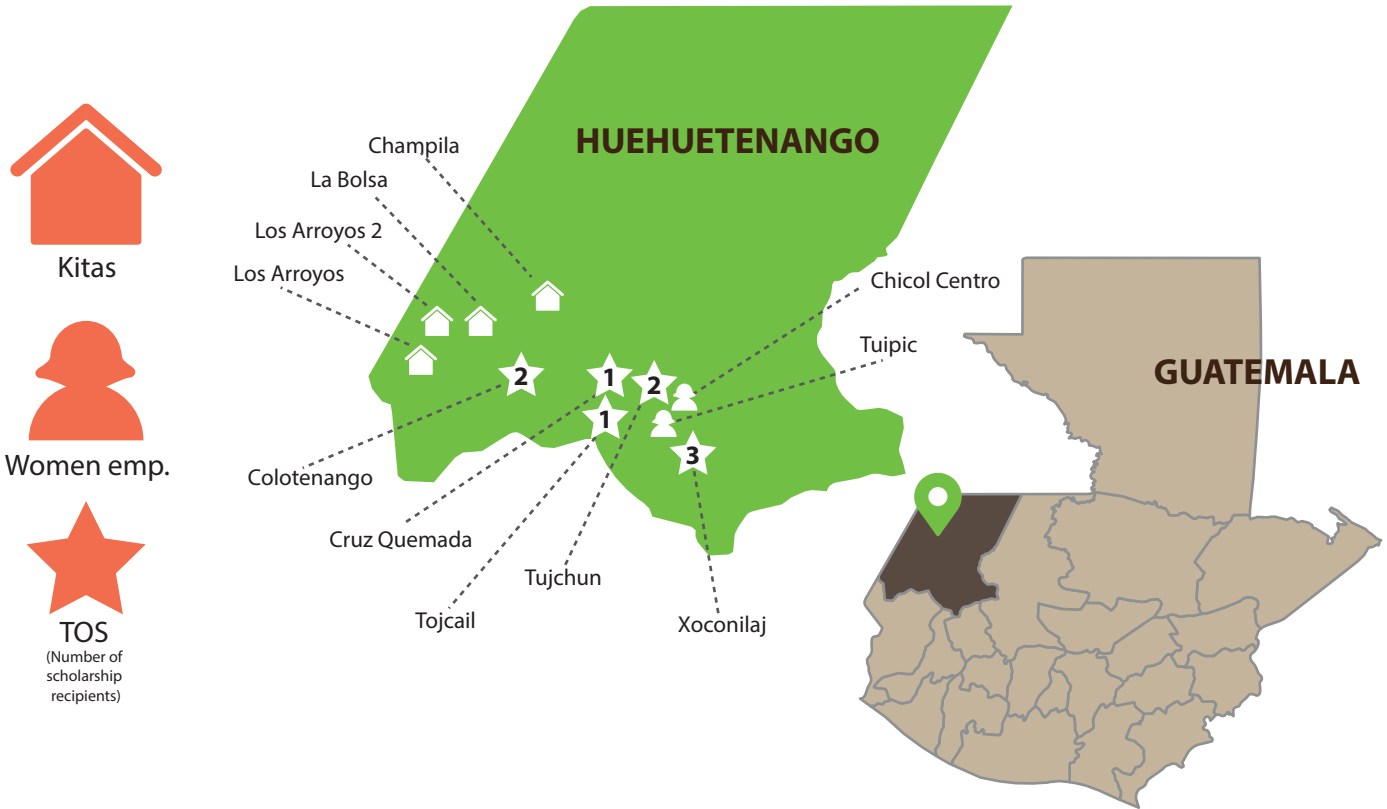 Kitas
Women emp.
TOS
(Number of
scholarship
recipients)
HUEHUETENANGO
Champila
La Bolsa
Los Arroyos 2
Los Arroyos
Chicol Centro
Tuipic
2
1
2
1
3
Colotenango
Cruz Quemada
Tujchun
Tojcail
Xoconilaj
GUATEMALA